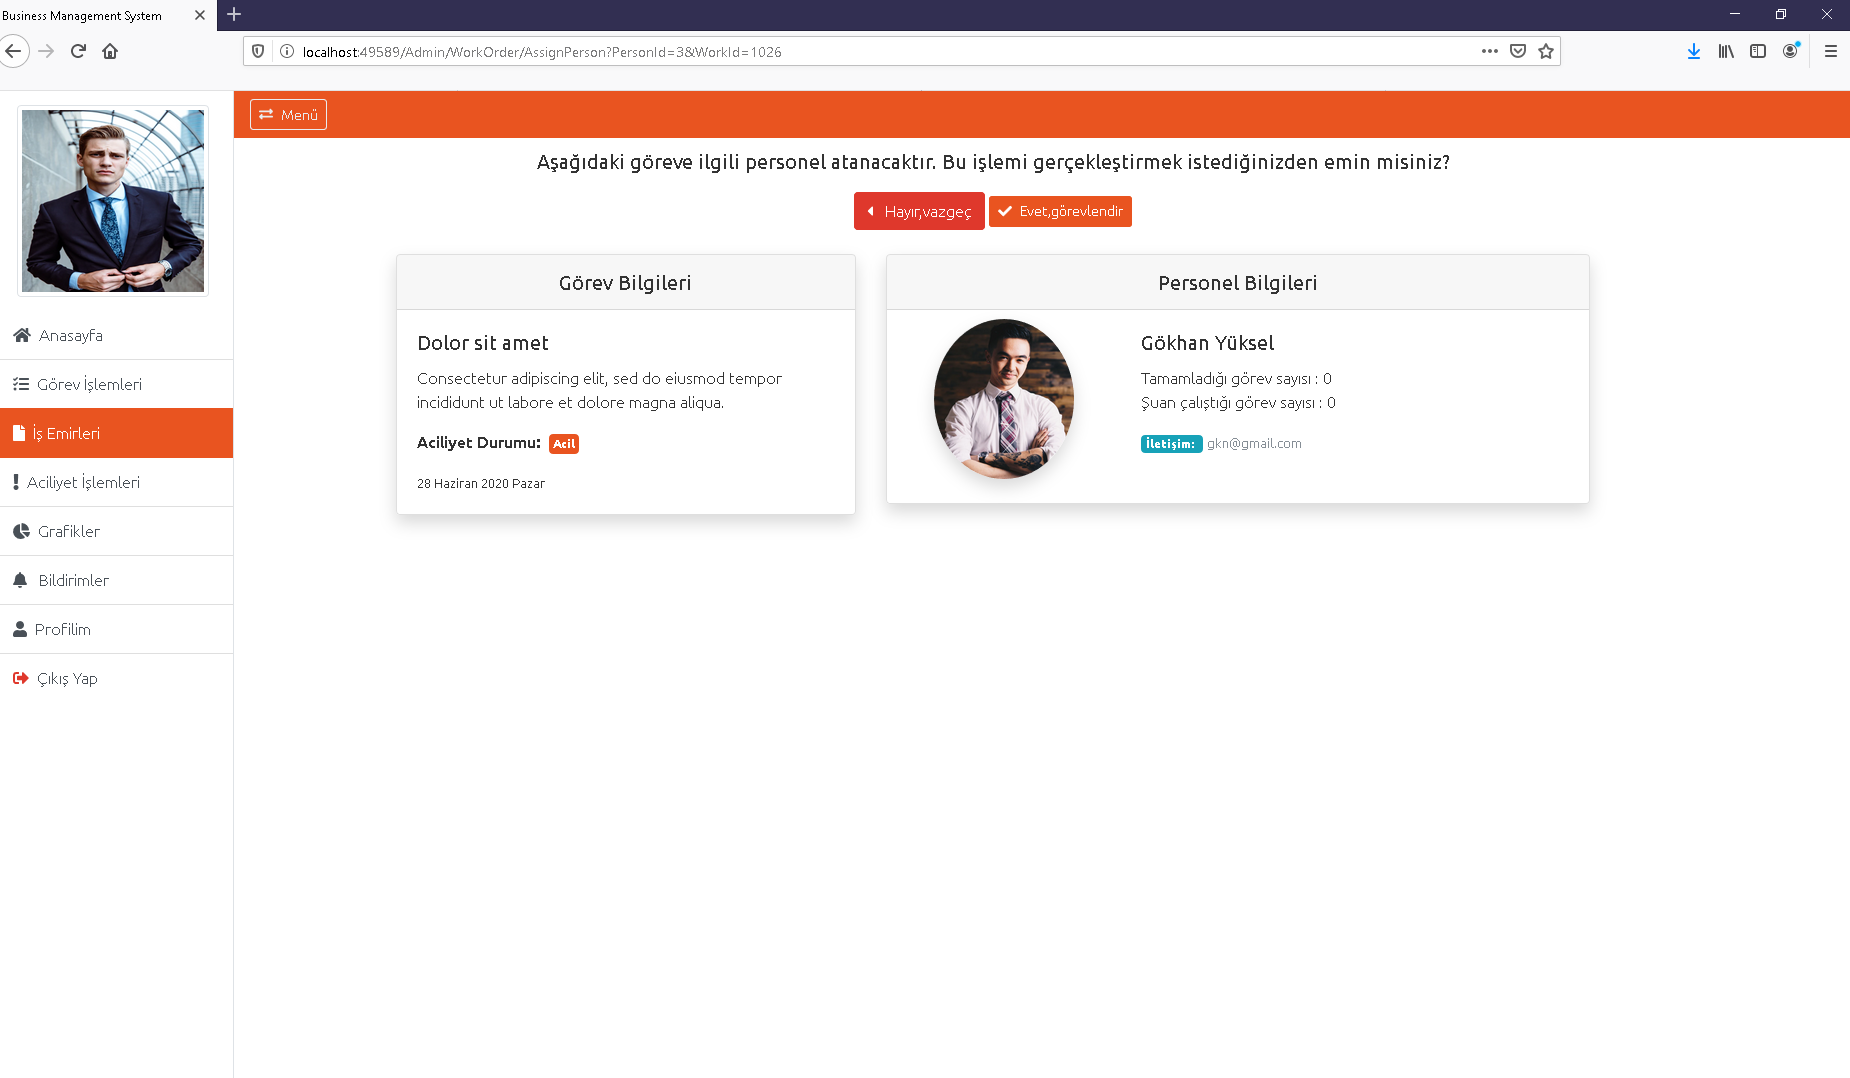 Business Management System
localhost:49589/Admin/WorkOrder/AssignPerson?PersonId=3&WorkId=1026
Menü
Aşağıdaki göreve ilgili personel atanacaktır. Bu işlemi gerçekleştirmek istediğinizden emin misiniz?
Hayır,vazgeç
Evet,görevlendir
Anasayfa
Görev İşlemleri
İş Emirleri
Aciliyet İşlemleri
Grafikler
Bildirimler
Profilim
Çıkış Yap
Görev Bilgileri
Dolor sit amet
Consectetur adipiscing elit, sed do eiusmod tempor
incididunt ut labore et dolore magna aliqua.
Aciliyet Durumu: Acil
28 Haziran 2020 Pazar
Personel Bilgileri
Gökhan Yüksel
Tamamladığı görev sayısı : 0
Şuan çalıştığı görev sayısı : 0
İletişim: gkn@gmail.com